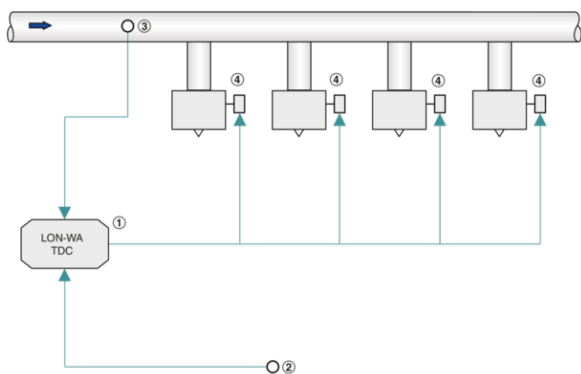 ③
④ ④ ④ ④
①
LON-WA
TDC
②